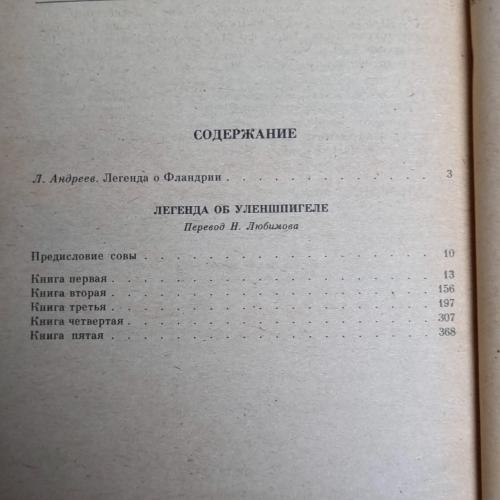 СОДЕРЖАНИЕ
Л. Андреев. Легенда о Фландрии . . . . . . . . . . . . 3
ЛЕГЕНДА ОБ УЛЕНШПИГЕЛЕ
Перевод Н. Любимова
Предисловие совы . . . . . . . . . . . . . . . . 10
Книга первая . . . . . . . . . . . . . . . . . . 13
Книга вторая . . . . . . . . . . . . . . . . . . 156
Книга третья . . . . . . . . . . . . . . . . . . 197
Книга четвертая . . . . . . . . . . . . . . . . . 307
Книга пятая . . . . . . . . . . . . . . . . . . 368